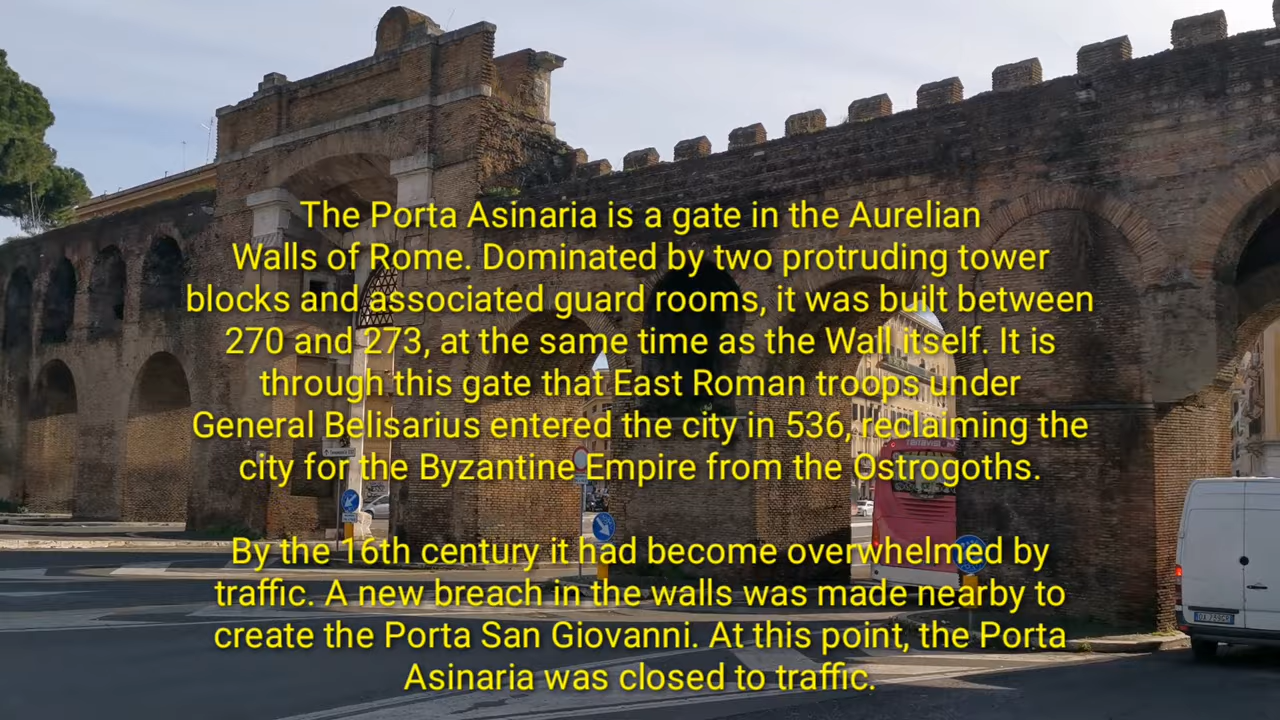 The Porta Asinaria is a gate in the Aurelian
Walls of Rome. Dominated by two protruding tower
blocks and associated guard rooms, it was built between
270 and 273, at the same time as the Wall itself. It is
through this gate that East Roman troops under
General Belisarius entered the city in 536, reclaiming the
city for the Byzantine Empire from the Ostrogoths.
By the 16th century it had become overwhelmed by
traffic. A new breach in the walls was made nearby to
create the Porta San Giovanni. At this point, the Porta
Asinaria was closed to traffic.